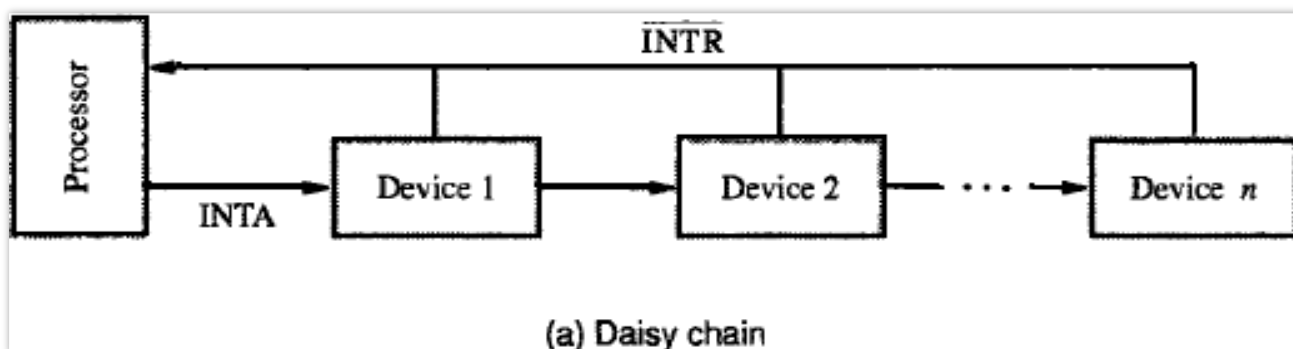 INTR
Processor
Device 1
Device 2
...
Device n
INTA
(a) Daisy chain